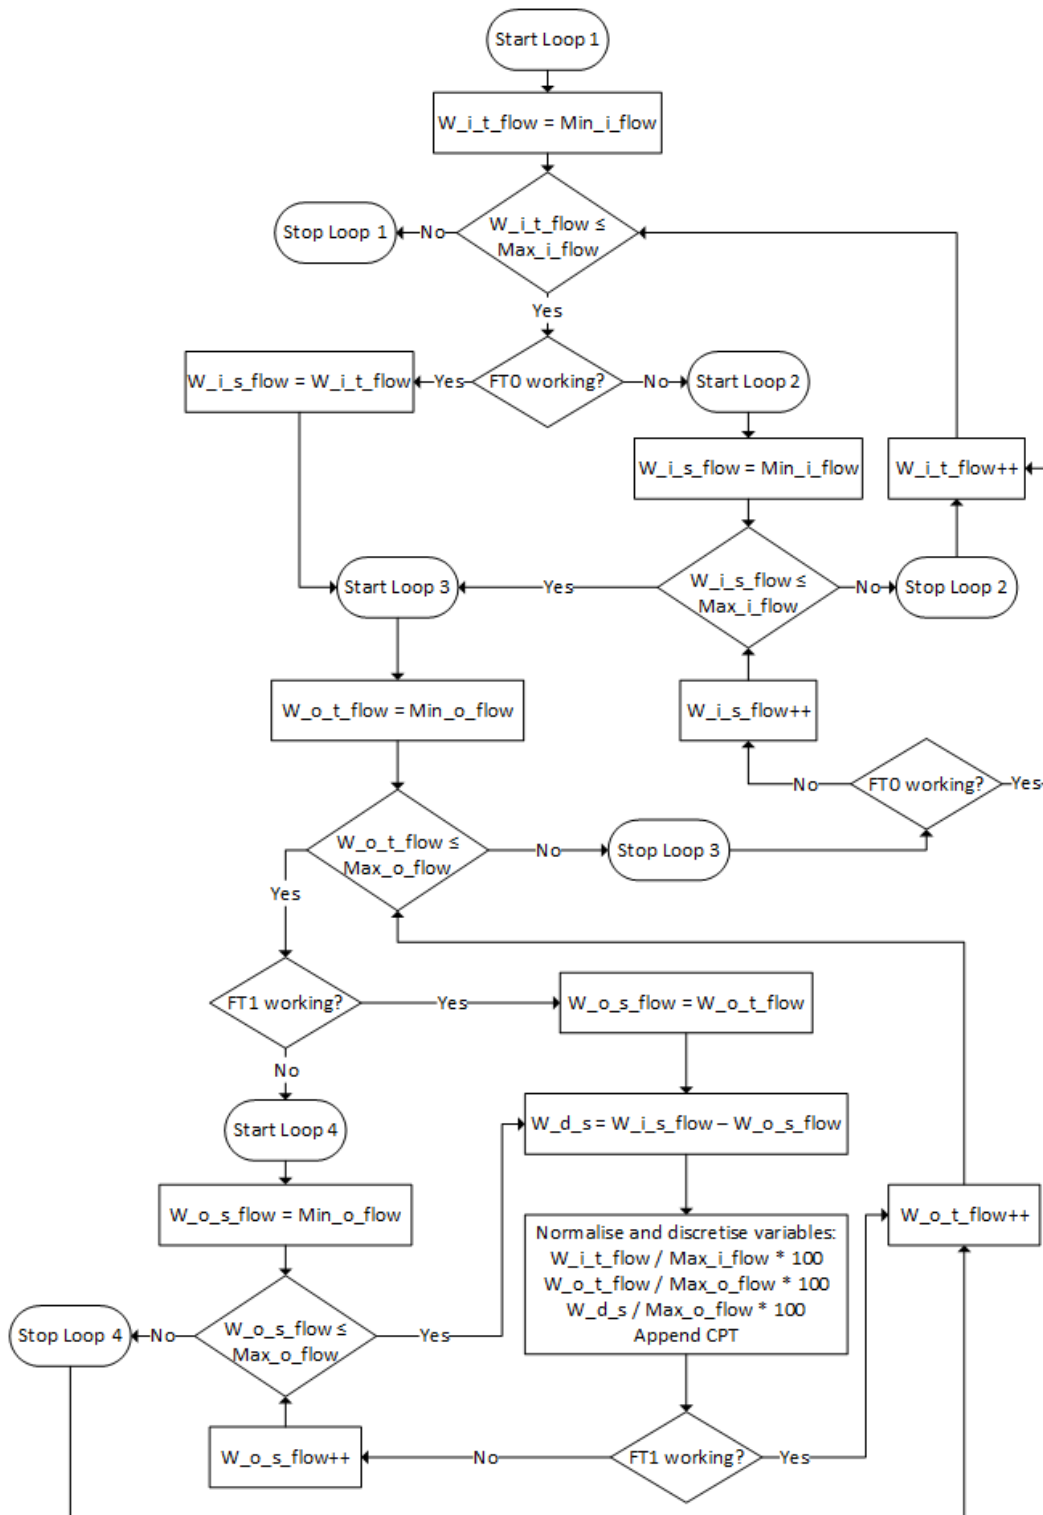 Start Loop 1
W_i_t_flow = Min_i_flow
W_i_t_flow ≤
Max_i_flow
No
Stop Loop 1
Yes
FT0 working?
Yes
W_i_s_flow = W_i_t_flow
No
Start Loop 2
W_i_s_flow = Min_i_flow
W_i_t_flow++
W_i_s_flow ≤
Max_i_flow
Yes
Start Loop 3
No
Stop Loop 2
W_o_t_flow = Min_o_flow
W_i_s_flow++
No
FT0 working?
Yes
W_o_t_flow ≤
Max_o_flow
No
Stop Loop 3
Yes
FT1 working?
Yes
W_o_s_flow = W_o_t_flow
No
Start Loop 4
W_d_s = W_i_s_flow – W_o_s_flow
W_o_s_flow = Min_o_flow
Normalise and discretise variables:
W_i_t_flow / Max_i_flow * 100
W_o_t_flow / Max_o_flow * 100
W_d_s / Max_o_flow * 100
Append CPT
W_o_t_flow++
Stop Loop 4
No
W_o_s_flow ≤
Max_o_flow
Yes
W_o_s_flow++
No
FT1 working?
Yes